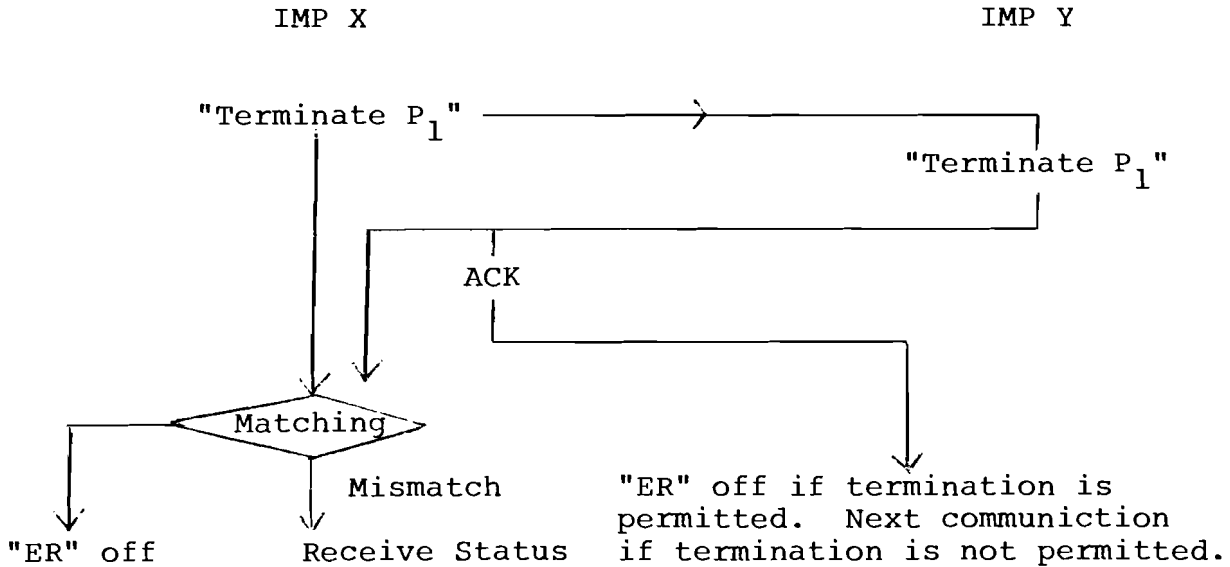 IMP X
IMP Y
"Terminate P1"
"Terminate P1"
ACK
Matching
Mismatch
"ER" off
Receive Status
"ER" off if termination is
permitted. Next communiction
if termination is not permitted.